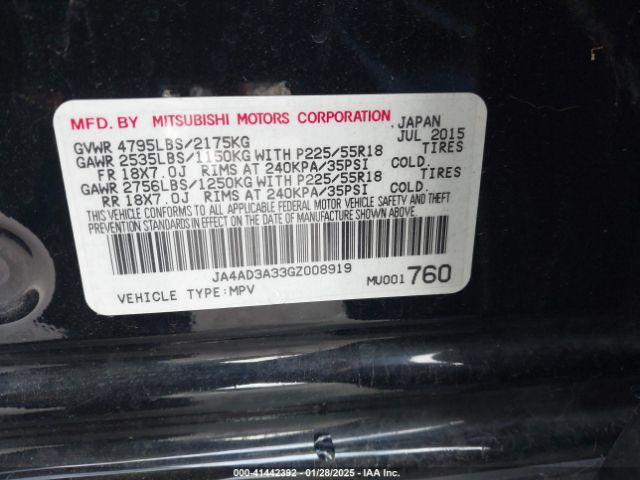 MFD. BY MITSUBISHI MOTORS CORPORATION JAPAN
GVWR 4795LBS/2175KG JUL 2015
GAWR 2535LBS/1150KG WITH P225/55R18 TIRES
FR 18X7.0J RIMS AT 240KPA/35PSI COLD.
GAWR 2756LBS/1250KG WITH P225/55R18 TIRES
RR 18X7.0J RIMS AT 240KPA/35PSI COLD.
THIS VEHICLE CONFORMS TO ALL APPLICABLE FEDERAL MOTOR VEHICLE SAFETY AND THEFT
PREVENTION STANDARDS IN EFFECT ON THE DATE OF MANUFACTURE SHOWN ABOVE.
JA4AD3A33GZ008919
VEHICLE TYPE:MPV MU001 760
000-41442392 - 01/28/2025 - IAA Inc.